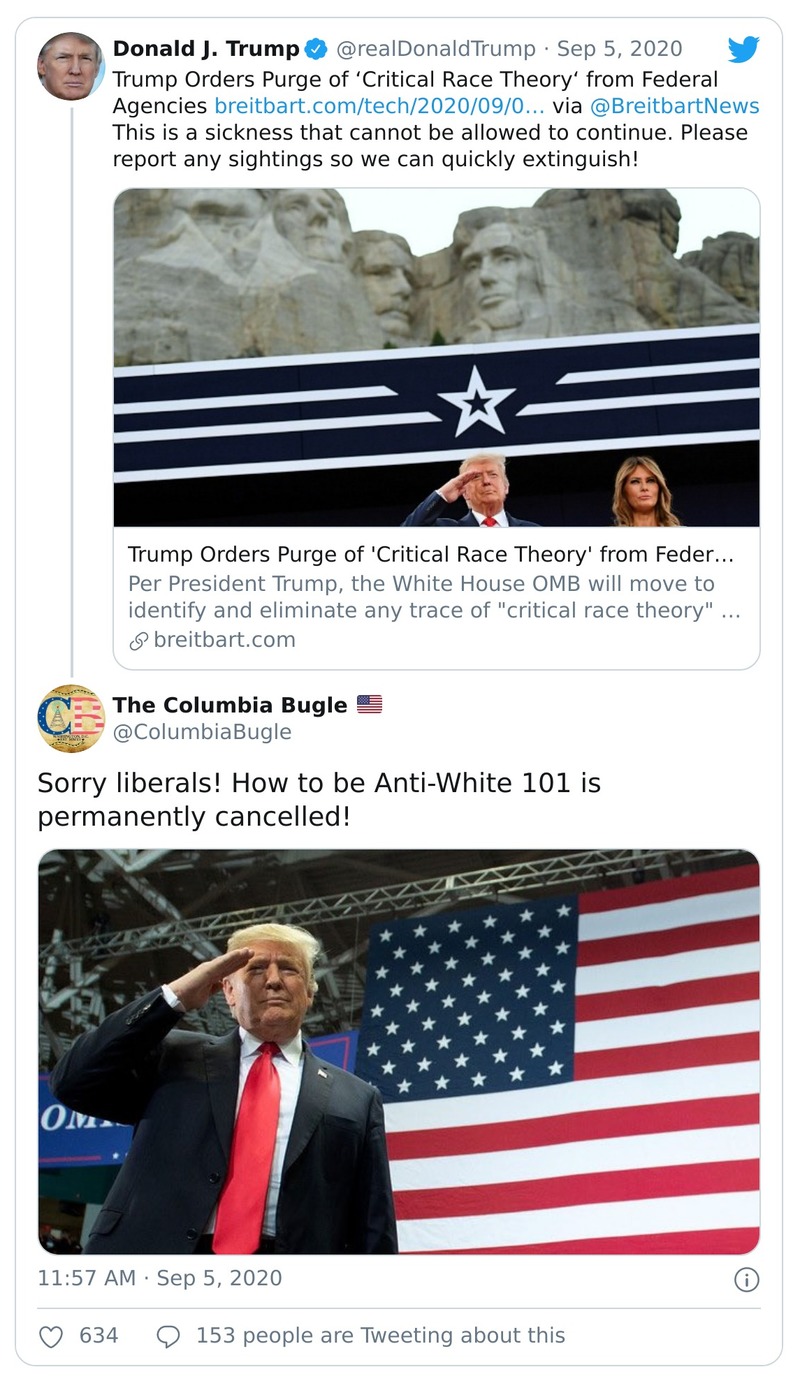 Donald J. Trump @realDonaldTrump · Sep 5, 2020
Trump Orders Purge of ‘Critical Race Theory‘ from Federal
Agencies breitbart.com/tech/2020/09/0… via @BreitbartNews
This is a sickness that cannot be allowed to continue. Please
report any sightings so we can quickly extinguish!
Trump Orders Purge of 'Critical Race Theory' from Feder…
Per President Trump, the White House OMB will move to
identify and eliminate any trace of "critical race theory" …
breitbart.com
CB
The Columbia Bugle
@ColumbiaBugle
Sorry liberals! How to be Anti-White 101 is
permanently cancelled!
OM
11:57 AM · Sep 5, 2020
634 153 people are Tweeting about this